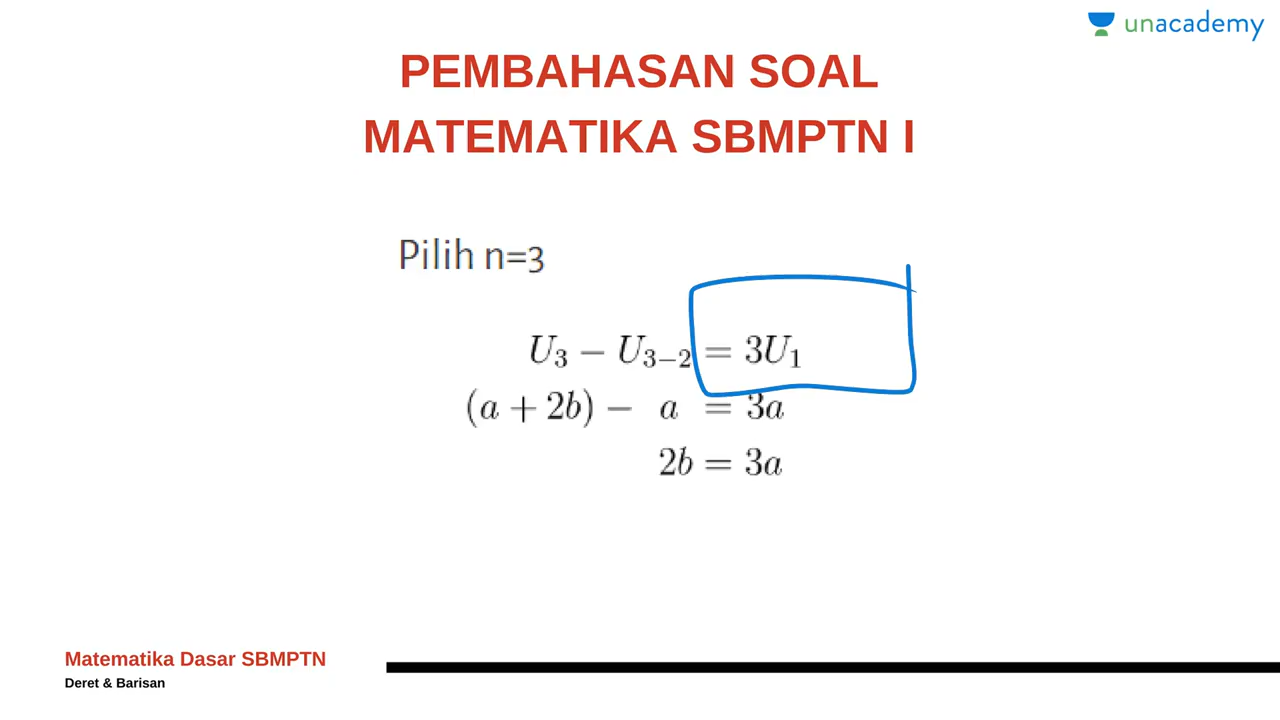 unacademy
PEMBAHASAN SOAL
MATEMATIKA SBMPTN I
Pilih n=3
U₃ − U₃₋₂ = 3U₁
(a + 2b) − a = 3a
2b = 3a
Matematika Dasar SBMPTN
Deret & Barisan